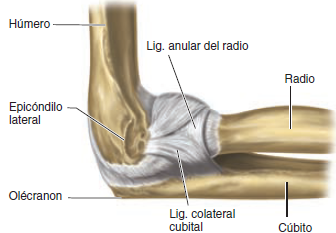 Húmero
Lig. anular del radio
Radio
Epicóndilo
lateral
Olécranon
Lig. colateral
cubital
Cúbito